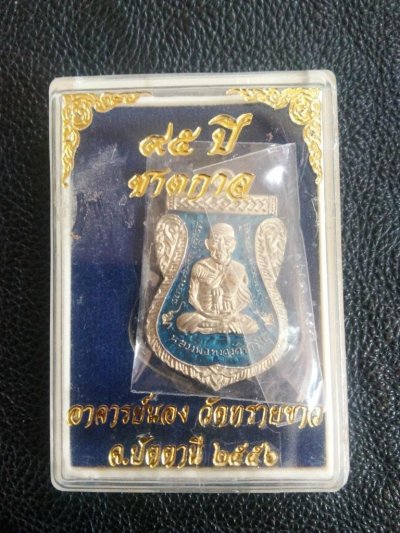 ๙๕ ปี
ชาตกาล
อาจารย์นอง วัดทรายขาว
จ.ปัตตานี ๒๕๕๖